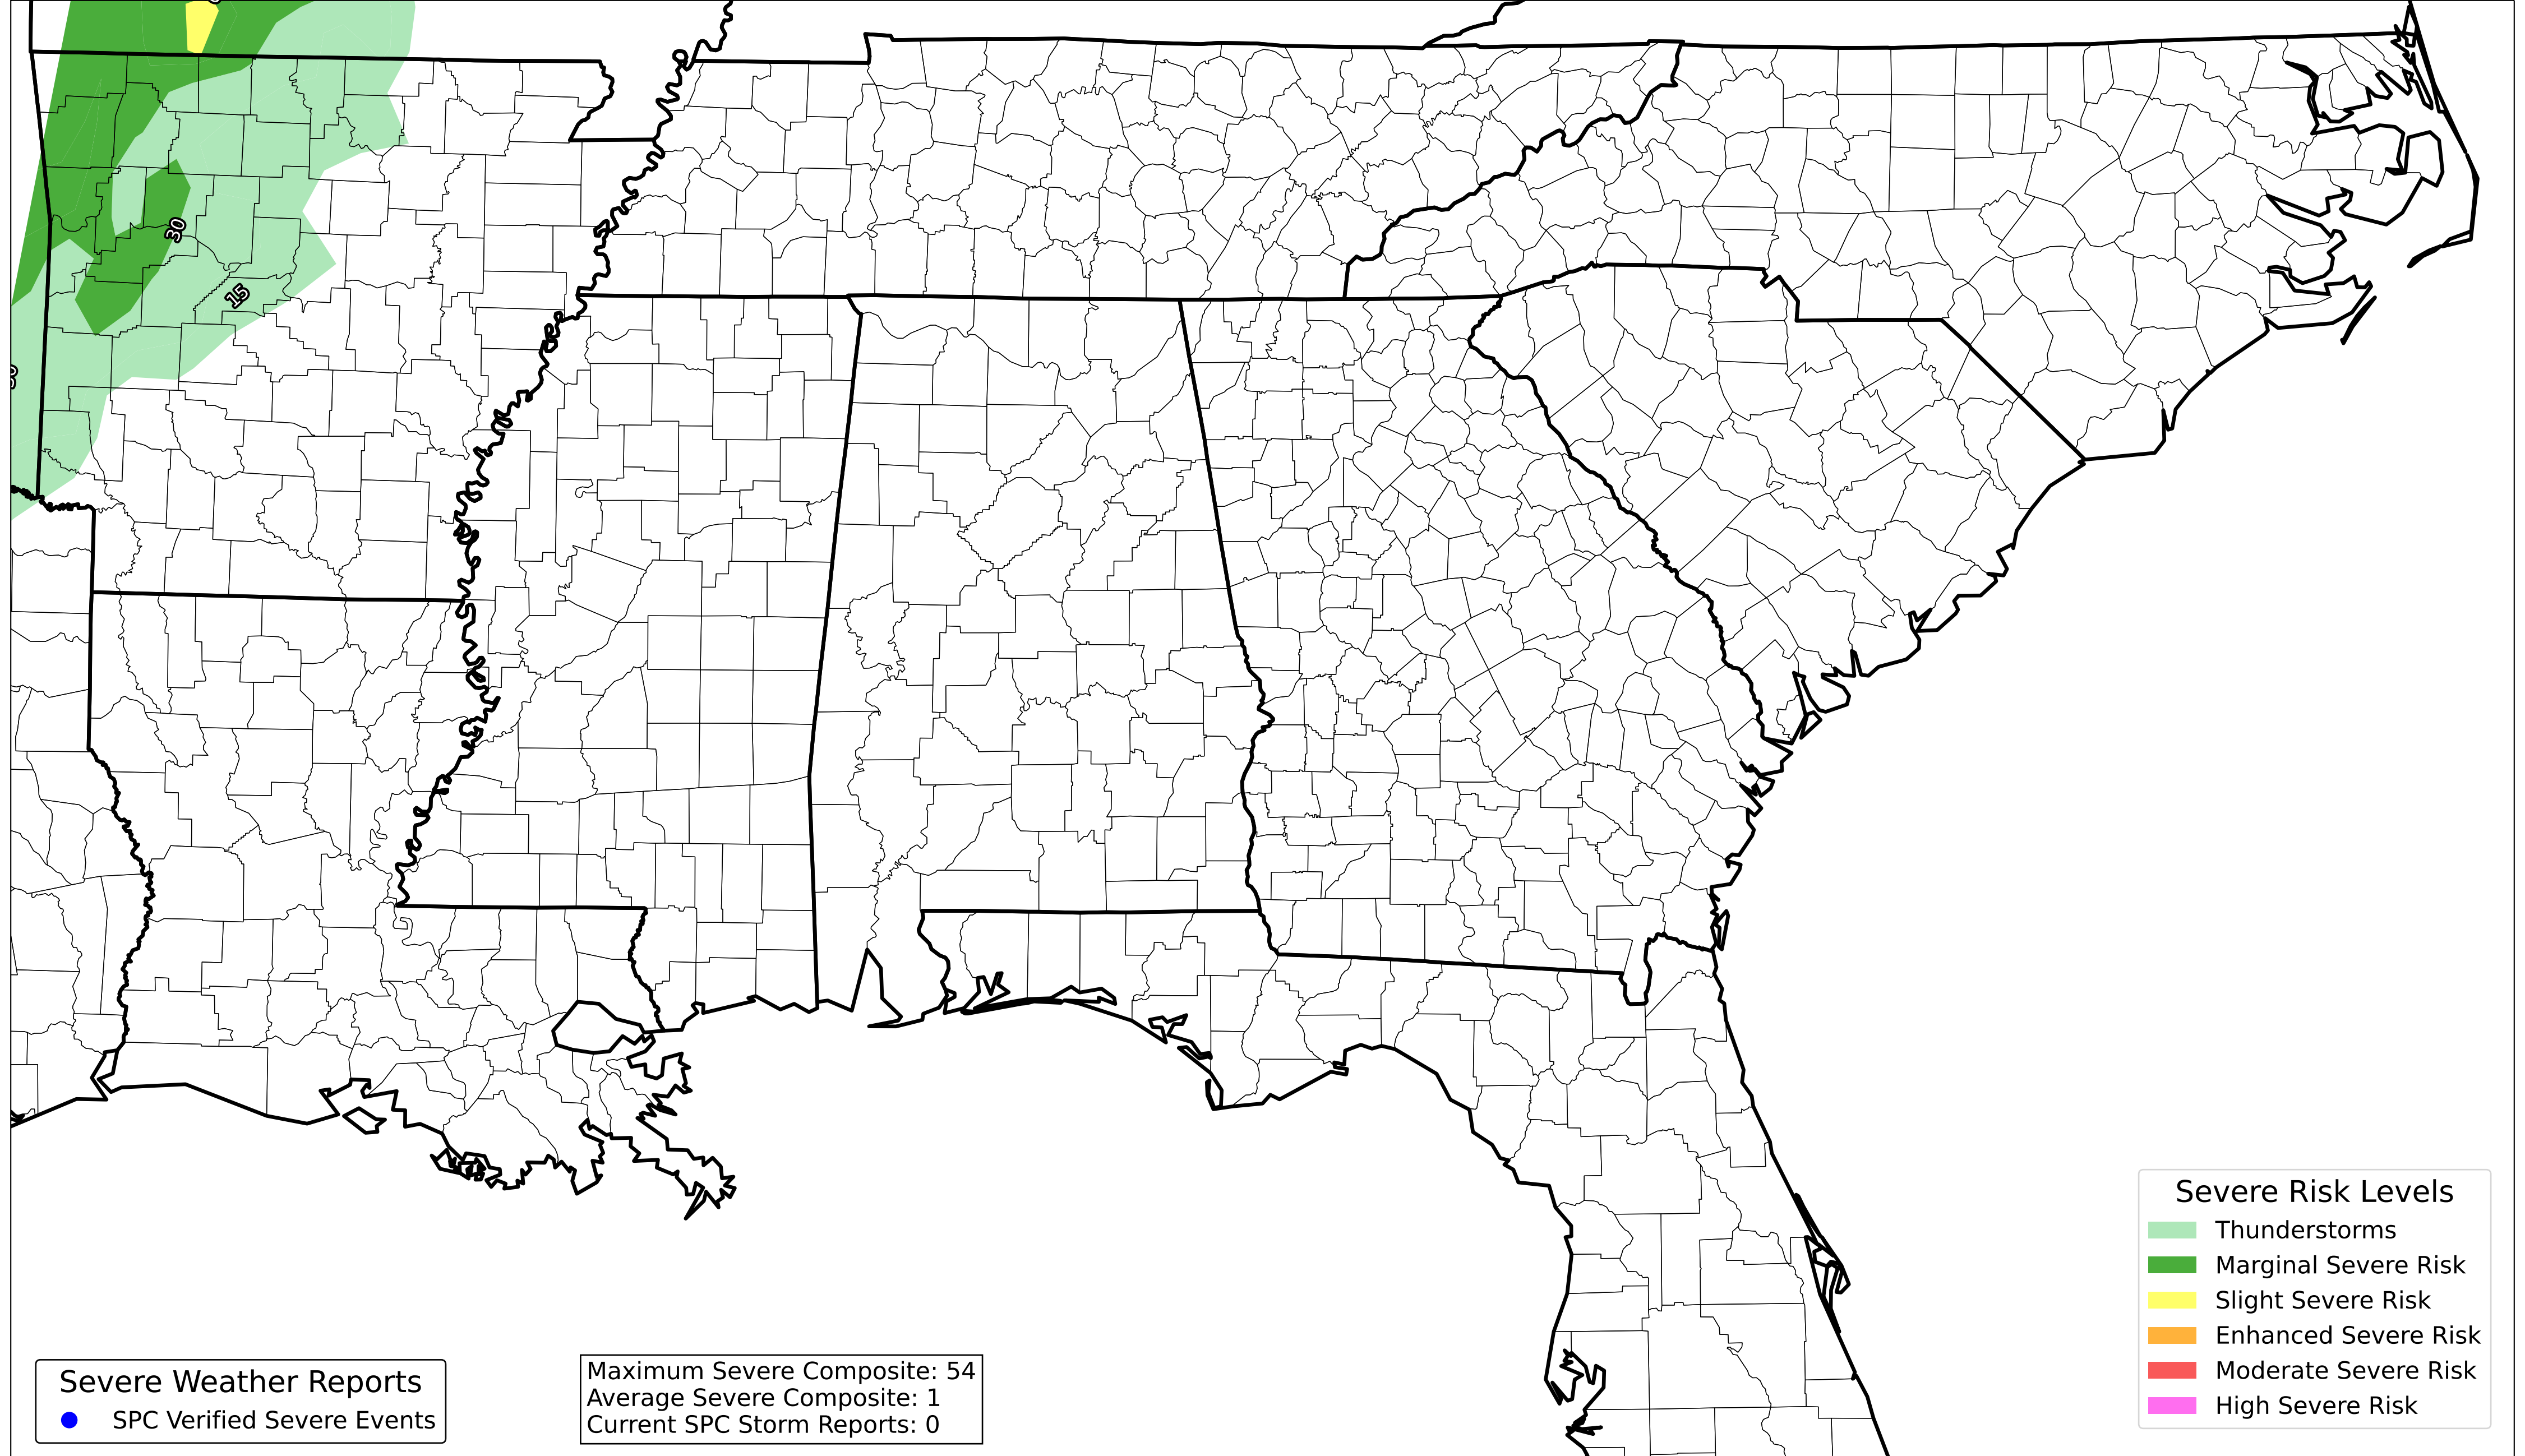 30
15
Severe Risk Levels
Thunderstorms
Marginal Severe Risk
Slight Severe Risk
Enhanced Severe Risk
Moderate Severe Risk
High Severe Risk
Severe Weather Reports
SPC Verified Severe Events
Maximum Severe Composite: 54
Average Severe Composite: 1
Current SPC Storm Reports: 0